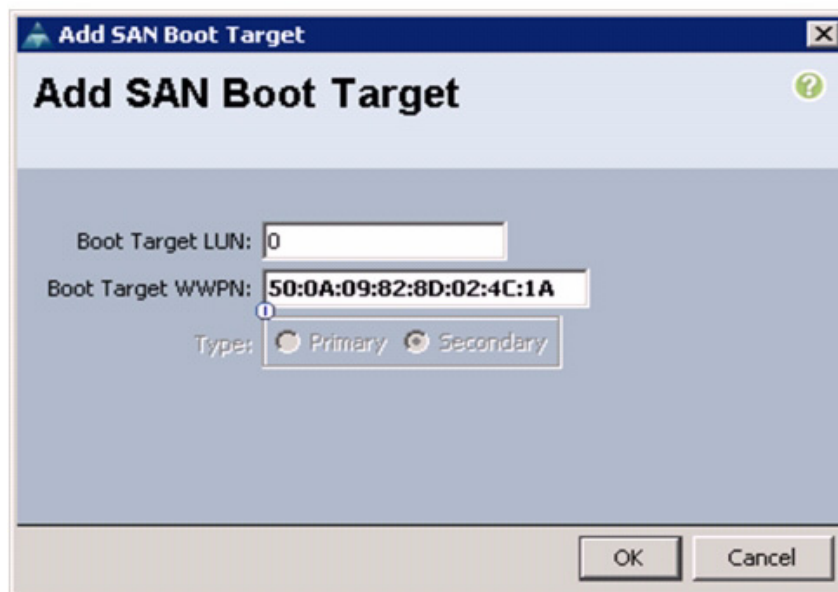 Add SAN Boot Target
Add SAN Boot Target
Boot Target LUN: 0
Boot Target WWPN: 50:0A:09:82:8D:02:4C:1A
Type: Primary Secondary
OK Cancel